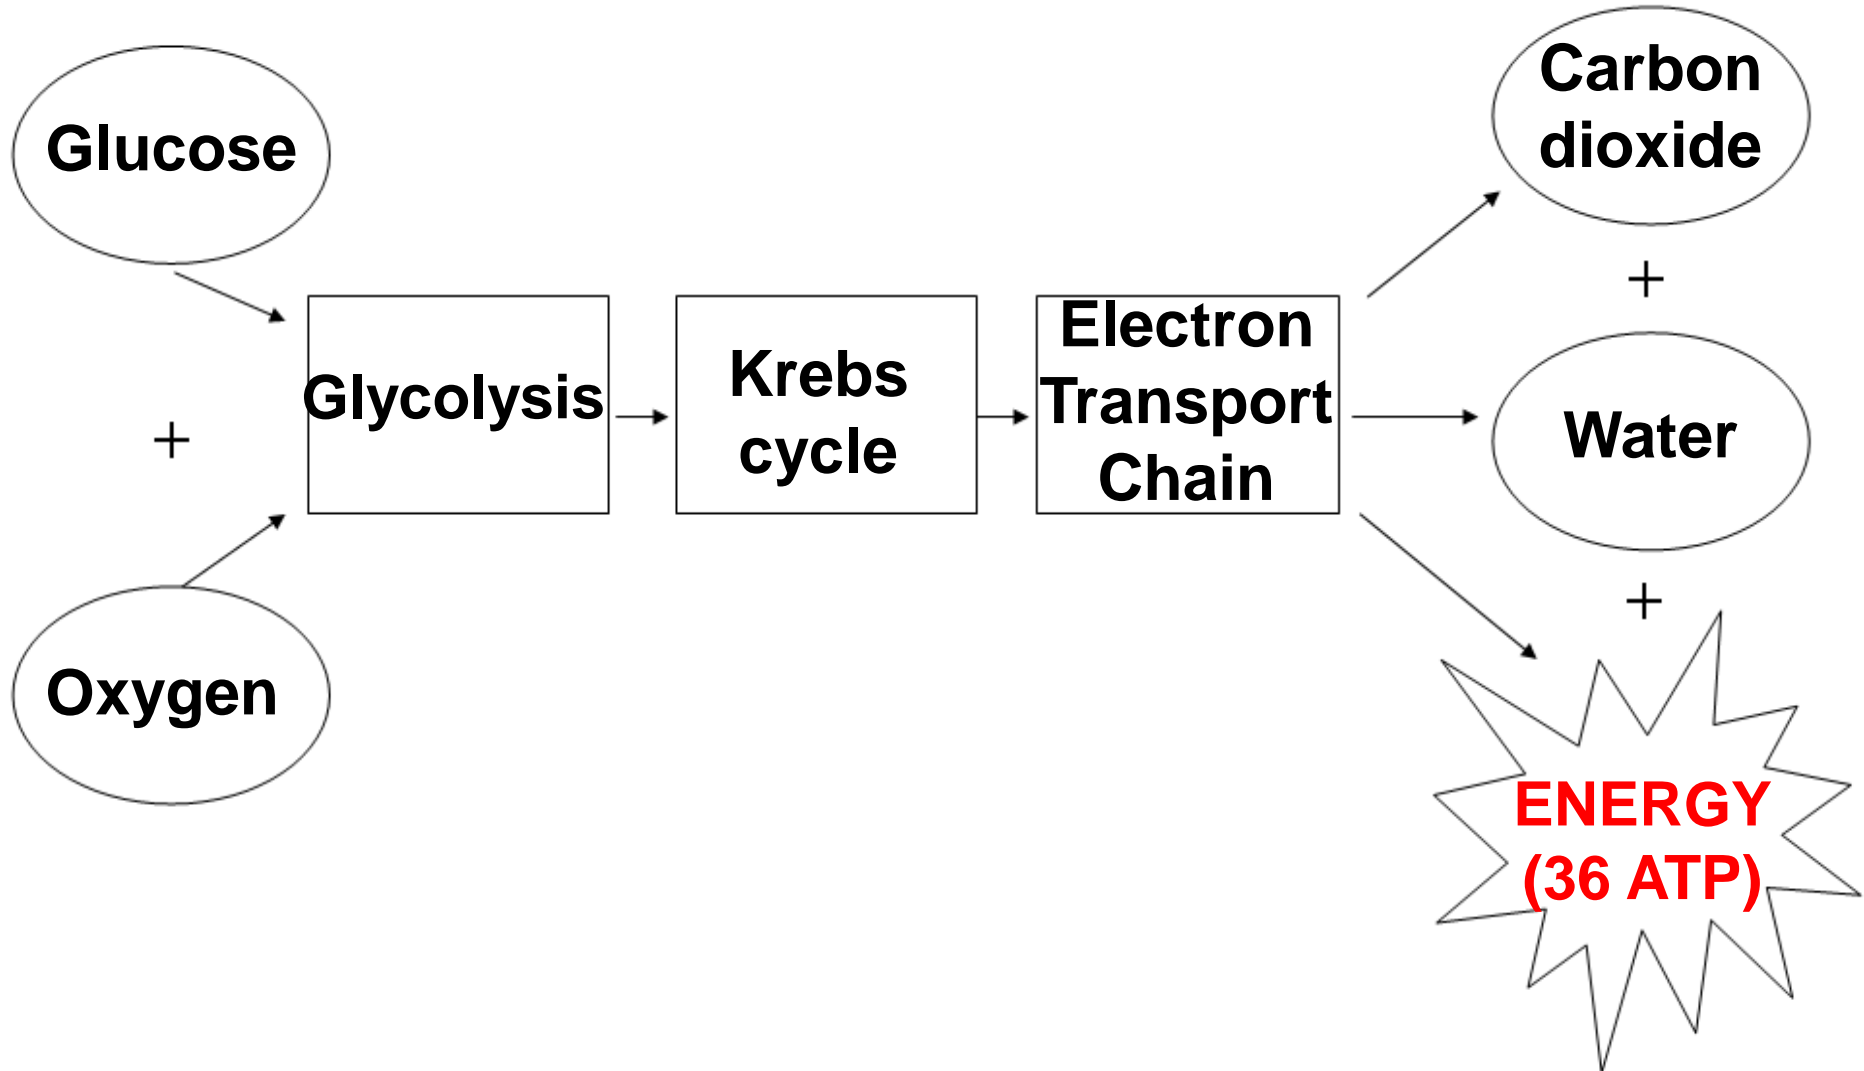 Glucose
+
Oxygen
Glycolysis
Krebs
cycle
Electron
Transport
Chain
Carbon
dioxide
+
Water
+
ENERGY
(36 ATP)